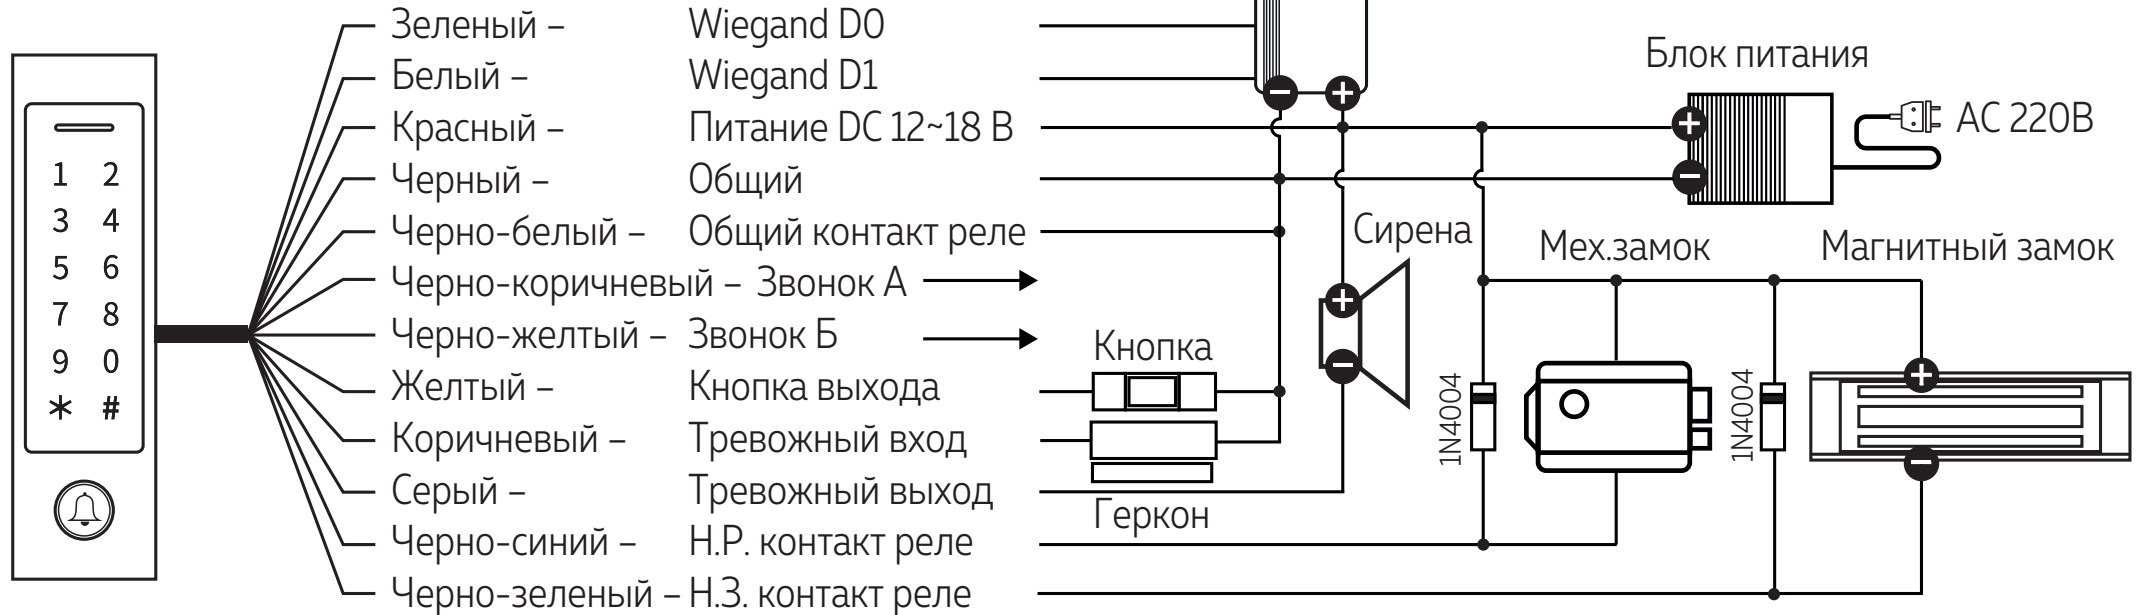 Зеленый – Wiegand D0
Белый – Wiegand D1
Красный – Питание DC 12~18 В
Черный – Общий
Черно-белый – Общий контакт реле
Черно-коричневый – Звонок А
Черно-желтый – Звонок Б
Желтый – Кнопка выхода
Коричневый – Тревожный вход
Серый – Тревожный выход
Черно-синий – Н.Р. контакт реле
Черно-зеленый – Н.З. контакт реле
1 2
3 4
5 6
7 8
9 0
* #
Блок питания
AC 220В
Сирена
Мех.замок
Магнитный замок
Кнопка
Геркон
1N4004
1N4004